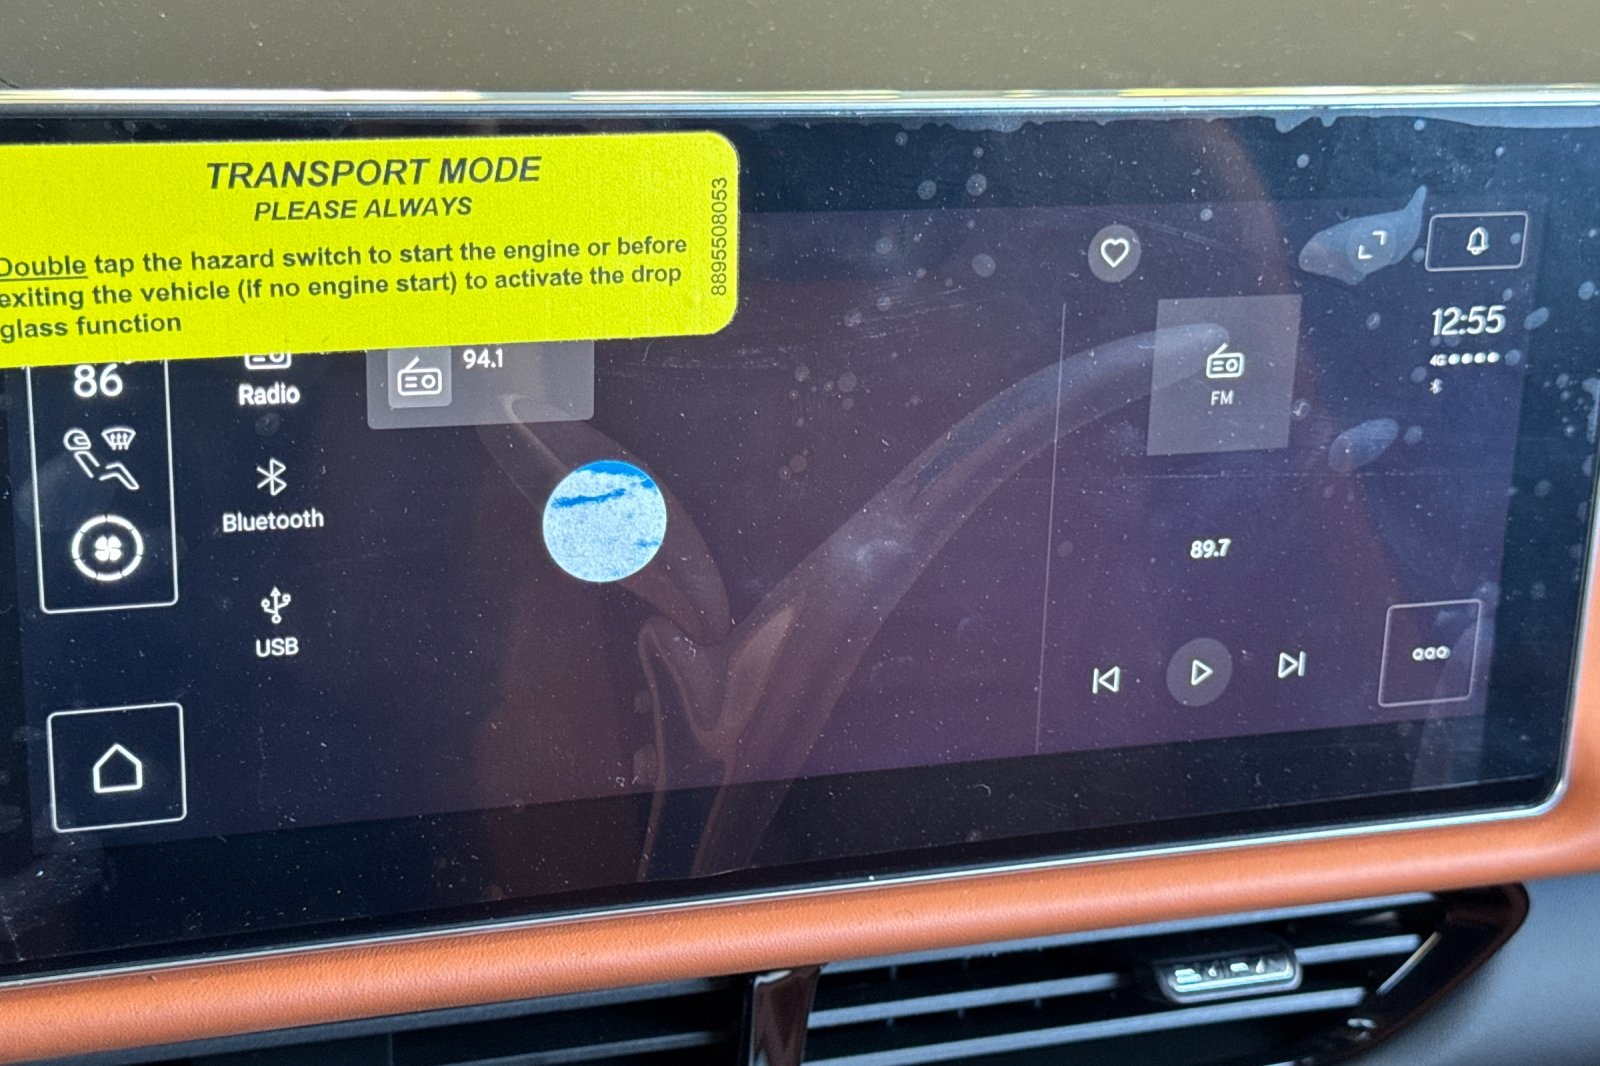 TRANSPORT MODE
PLEASE ALWAYS
Double tap the hazard switch to start the engine or before
exiting the vehicle (if no engine start) to activate the drop
glass function
8895508053
86
Radio
94.1
Bluetooth
USB
FM
89.7
12:55
4G